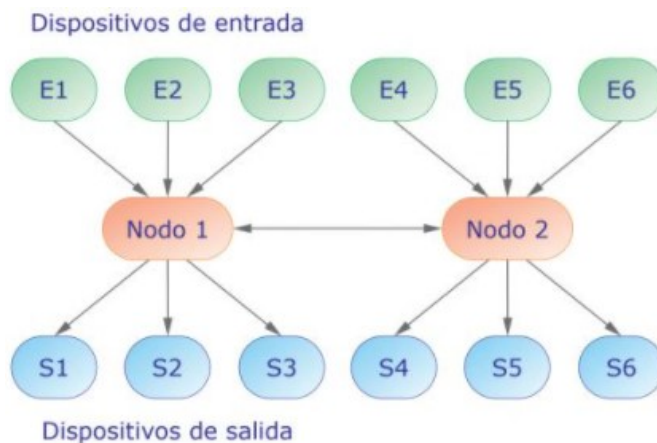 Dispositivos de entrada
E1 E2 E3 E4 E5 E6
Nodo 1 Nodo 2
S1 S2 S3 S4 S5 S6
Dispositivos de salida